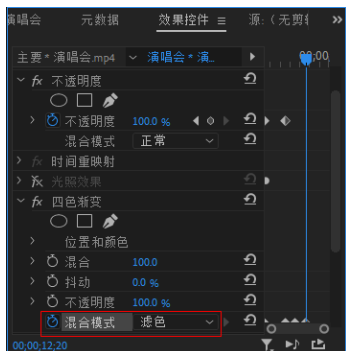 演唱会 元数据 效果控件 ≡ 源:（无剪辑 »
主要 * 演唱会.mp4 演唱会 * 演... 00;00
fx 不透明度
不透明度 100.0 %
混合模式 正常
fx 时间重映射
fx 光照效果
fx 四色渐变
位置和颜色
混合 100.0
抖动 0.0 %
不透明度 100.0 %
混合模式 滤色
00;00;12;20